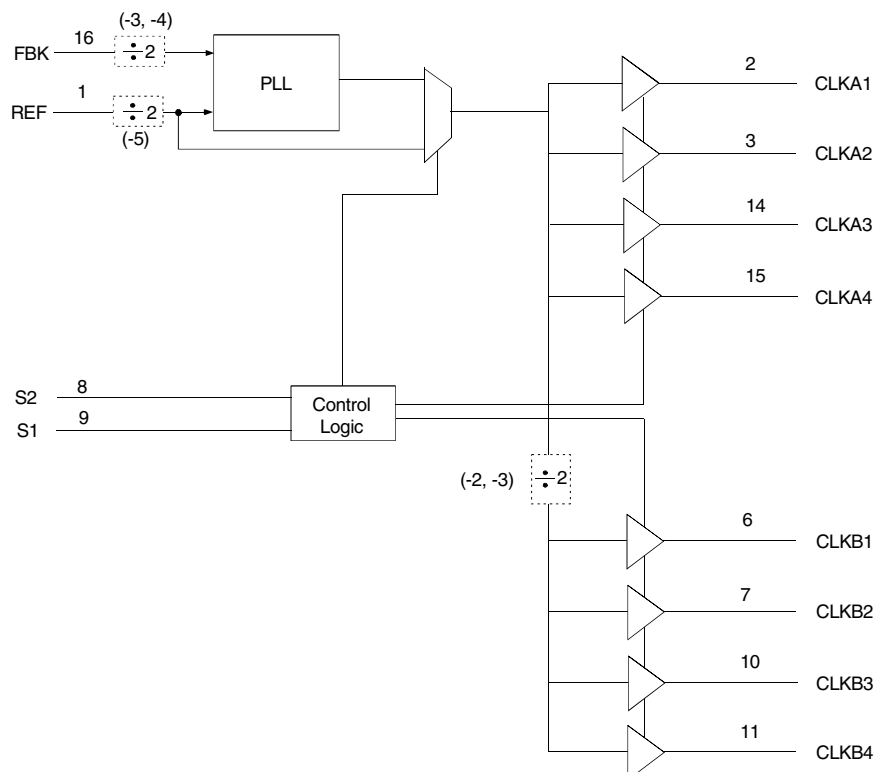 (-3, -4)
FBK 16 ÷2
PLL
REF 1 ÷2
(-5)
2 CLKA1
3 CLKA2
14 CLKA3
15 CLKA4
S2 8
S1 9
Control
Logic
(-2, -3) ÷2
6 CLKB1
7 CLKB2
10 CLKB3
11 CLKB4